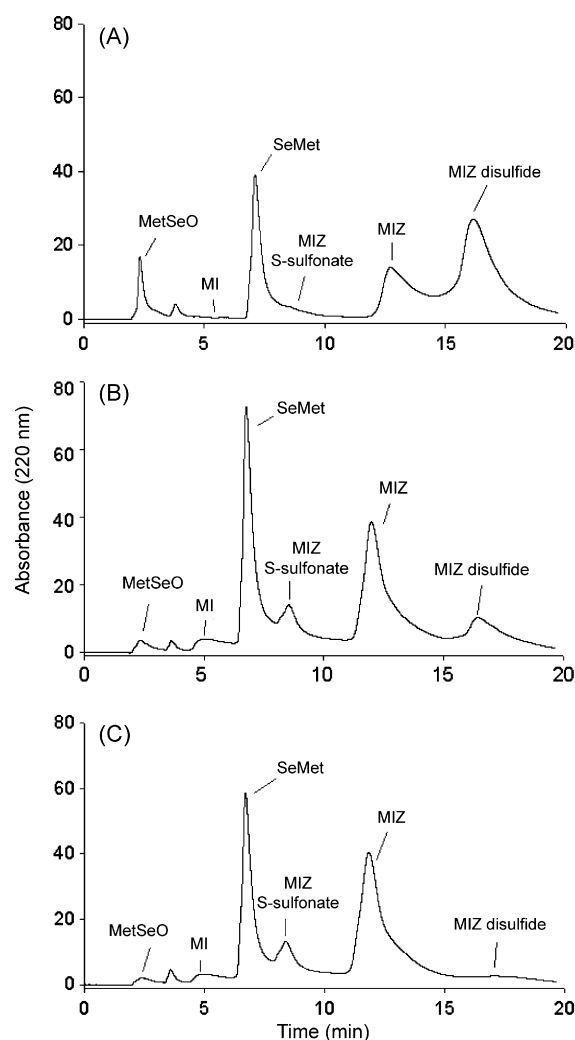 (A)
80
60
40
20
0
MetSeO
MI
SeMet
MIZ
S-sulfonate
MIZ
MIZ disulfide
0 5 10 15 20
Absorbance (220 nm)
(B)
80
60
40
20
0
MetSeO
MI
SeMet
MIZ
S-sulfonate
MIZ
MIZ disulfide
0 5 10 15 20
(C)
80
60
40
20
0
MetSeO
MI
SeMet
MIZ
S-sulfonate
MIZ
MIZ disulfide
0 5 10 15 20
Time (min)